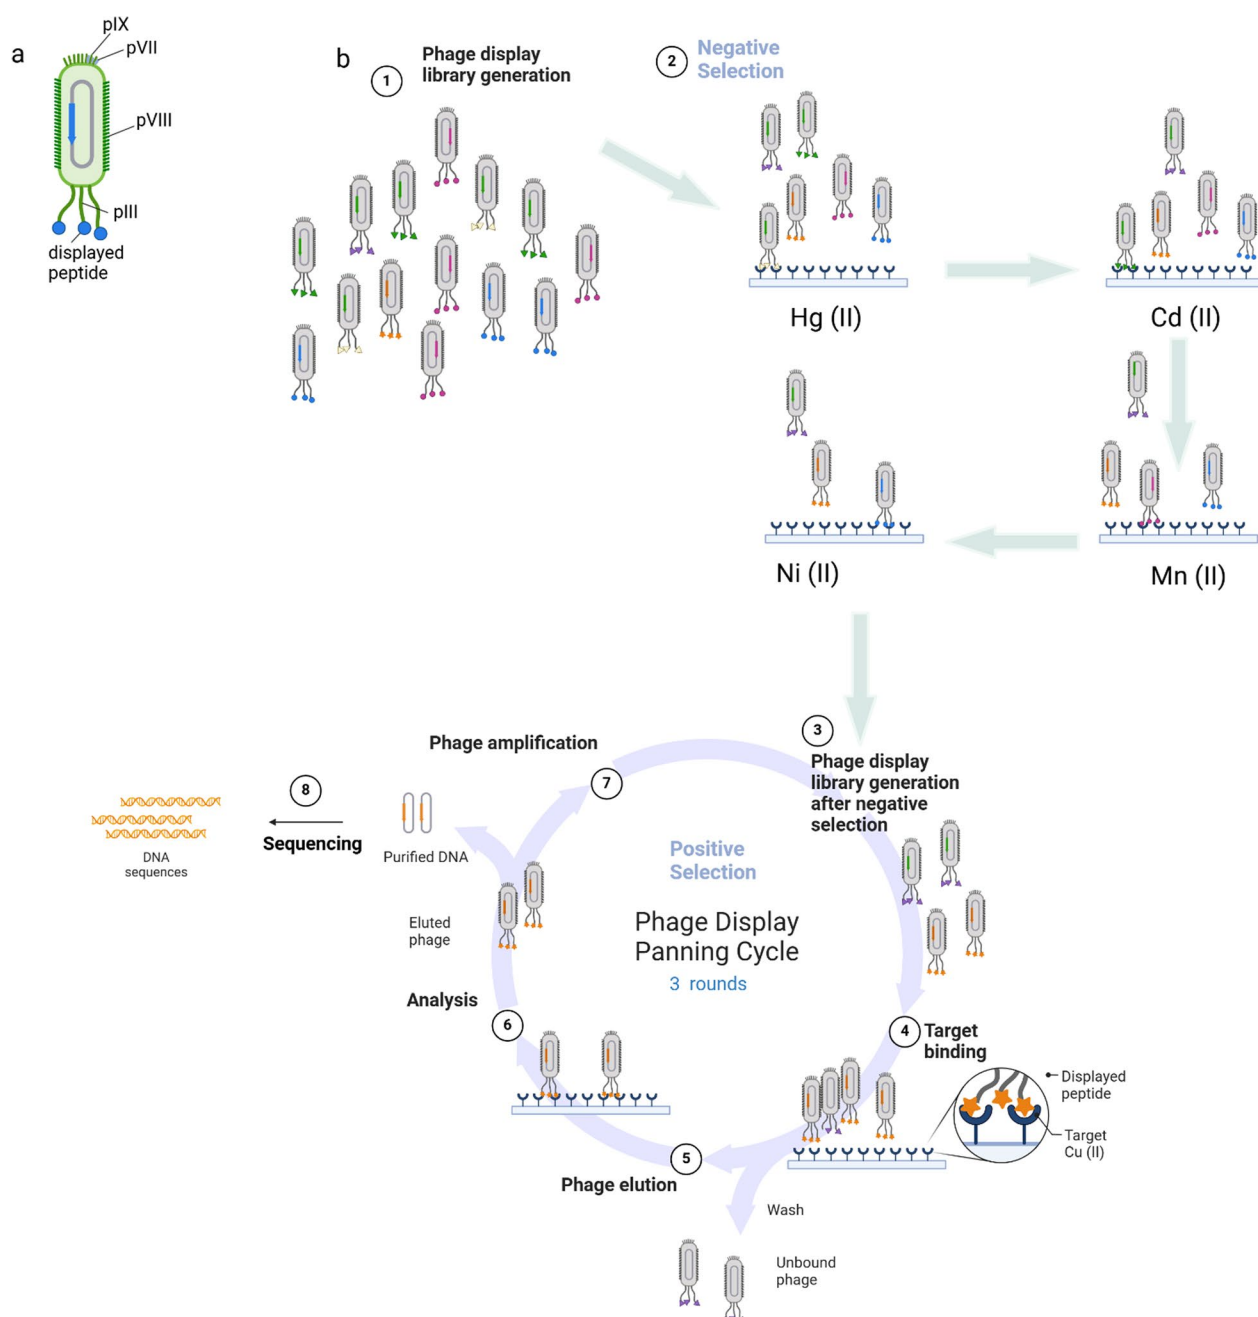 a
pIX
pVII
pVIII
pIII
displayed
peptide
b
1
Phage display
library generation
2
Negative
Selection
Hg (II)
Cd (II)
Ni (II)
Mn (II)
3
Phage display
library generation
after negative
selection
Phage amplification
7
8
Sequencing
DNA
sequences
Purified DNA
Eluted
phage
Positive
Selection
Phage Display
Panning Cycle
3 rounds
Analysis
6
4
Target
binding
Displayed
peptide
Target
Cu (II)
5
Phage elution
Wash
Unbound
phage